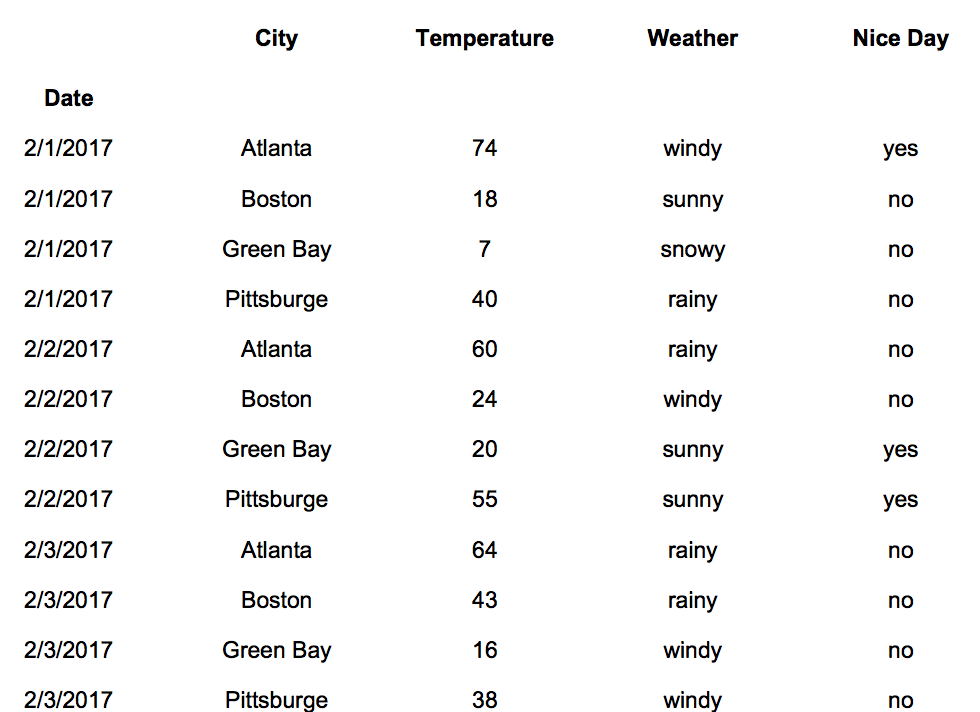 City Temperature Weather Nice Day
Date
2/1/2017 Atlanta 74 windy yes
2/1/2017 Boston 18 sunny no
2/1/2017 Green Bay 7 snowy no
2/1/2017 Pittsburge 40 rainy no
2/2/2017 Atlanta 60 rainy no
2/2/2017 Boston 24 windy no
2/2/2017 Green Bay 20 sunny yes
2/2/2017 Pittsburge 55 sunny yes
2/3/2017 Atlanta 64 rainy no
2/3/2017 Boston 43 rainy no
2/3/2017 Green Bay 16 windy no
2/3/2017 Pittsburge 38 windy no